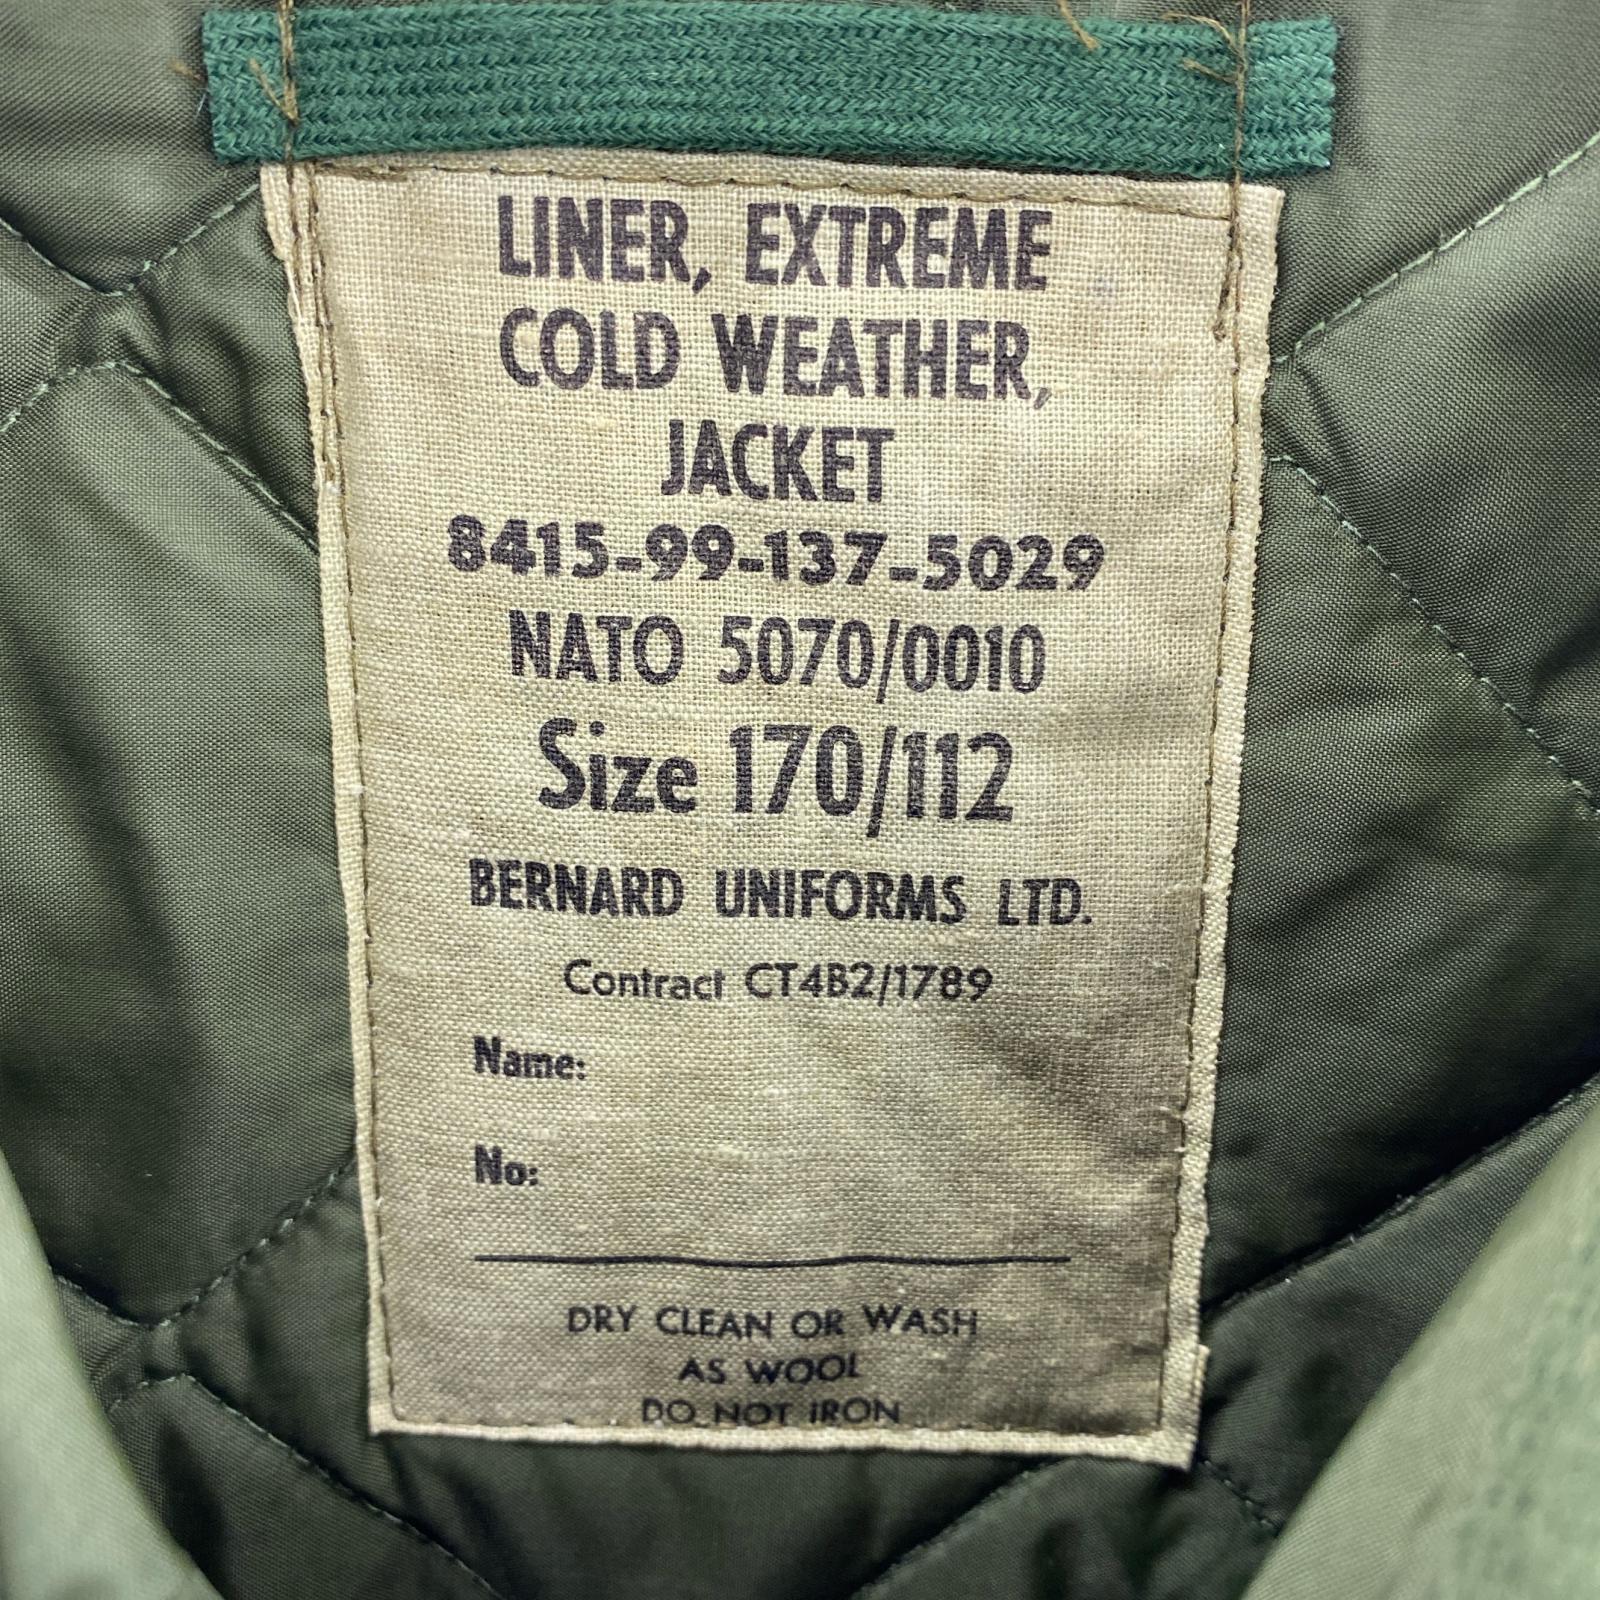 LINER, EXTREME
COLD WEATHER,
JACKET
8415-99-137-5029
NATO 5070/0010
Size 170/112
BERNARD UNIFORMS LTD.
Contract CT4B2/1789
Name:
No:
DRY CLEAN OR WASH
AS WOOL
DO NOT IRON